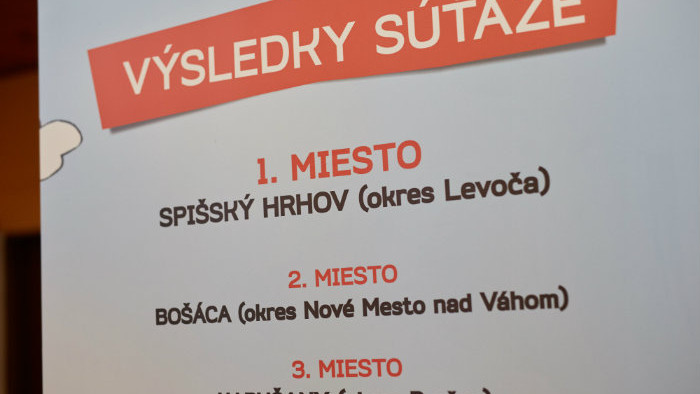 VÝSLEDKY SÚŤAŽE
1. MIESTO
SPIŠSKÝ HRHOV (okres Levoča)
2. MIESTO
BOŠÁCA (okres Nové Mesto nad Váhom)
3. MIESTO